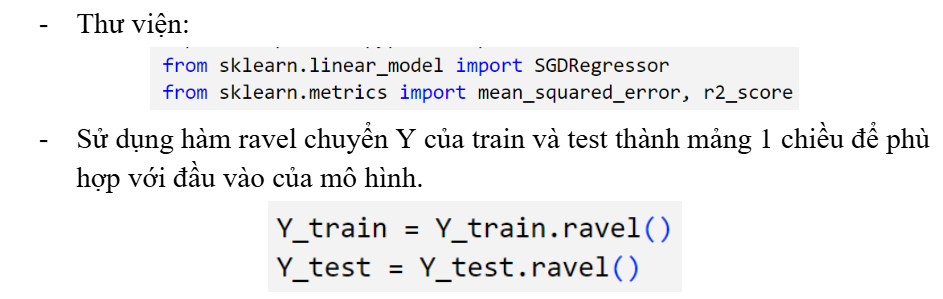 - Thư viện:
from sklearn.linear_model import SGDRegressor
from sklearn.metrics import mean_squared_error, r2_score
- Sử dụng hàm ravel chuyển Y của train và test thành mảng 1 chiều để phù
hợp với đầu vào của mô hình.
Y_train = Y_train.ravel()
Y_test = Y_test.ravel()